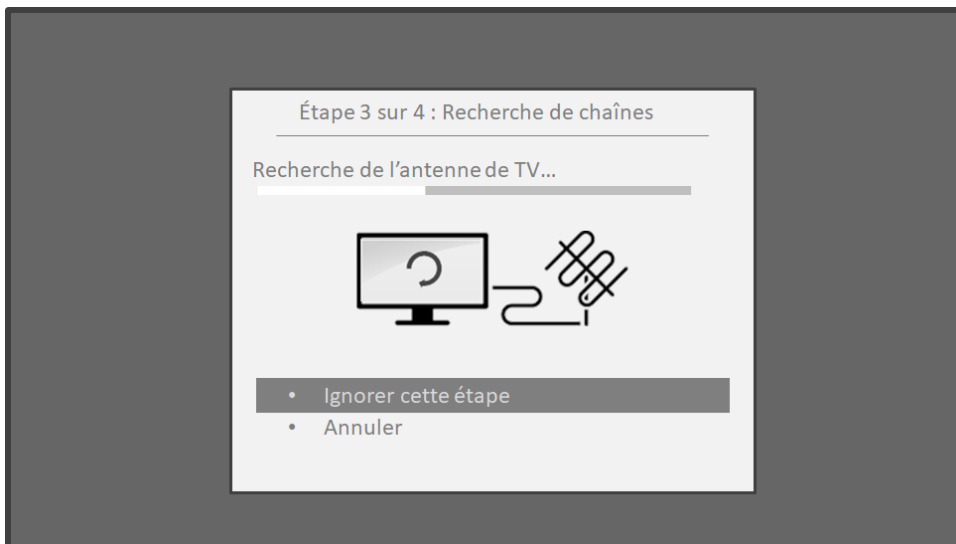 Étape 3 sur 4 : Recherche de chaînes
Recherche de l’antenne de TV…
• Ignorer cette étape
• Annuler